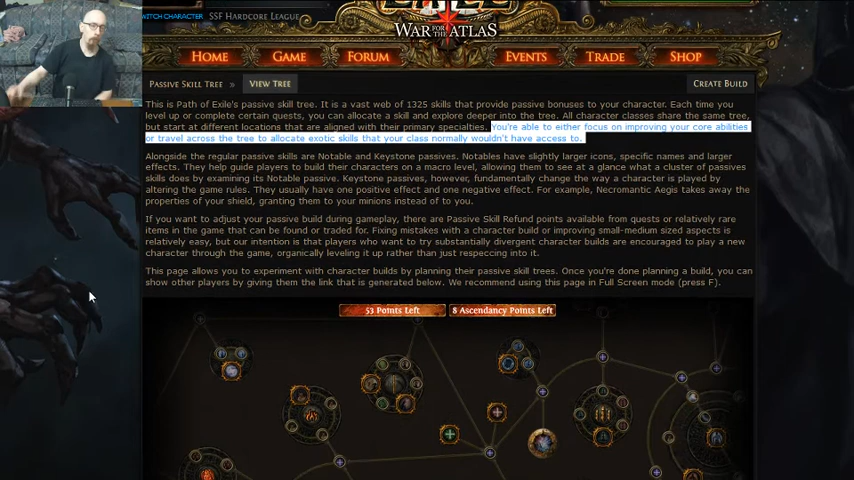 WITCH CHARACTER
SSF HARDCORE LEAGUE
WAR FOR THE ATLAS
HOME
GAME
FORUM
EVENTS
TRADE
SHOP
PASSIVE SKILL TREE » VIEW TREE
CREATE BUILD
This is Path of Exile's passive skill tree. It is a vast web of 1325 skills that provide passive bonuses to your character. Each time you
level up or complete certain quests, you can allocate a skill and explore deeper into the tree. All character classes share the same tree,
but start at different locations that are aligned with their primary specialties. You're able to either focus on improving your core abilities
or travel across the tree to allocate exotic skills that your class normally wouldn't have access to.
Alongside the regular passive skills are Notable and Keystone passives. Notables have slightly larger icons, specific names and larger
effects. They help guide players to build their characters on a macro level, allowing them to see at a glance what a cluster of passives
skills does by examining its Notable passive. Keystone passives, however, fundamentally change the way a character is played by
altering the game rules. They usually have one positive effect and one negative effect. For example, Necromantic Aegis takes away the
properties of your shield, granting them to your minions instead of to you.
If you want to adjust your passive build during gameplay, there are Passive Skill Refund points available from quests or relatively rare
items in the game that can be found or traded for. Fixing mistakes with a character build or improving small-medium sized aspects is
relatively easy, but our intention is that players who want to try substantially divergent character builds are encouraged to play a new
character through the game, organically leveling it up rather than just respeccing into it.
This page allows you to experiment with character builds by planning their passive skill trees. Once you're done planning a build, you can
show other players by giving them the link that is generated below. We recommend using this page in Full Screen mode (press F).
53 Points Left
8 Ascendancy Points Left